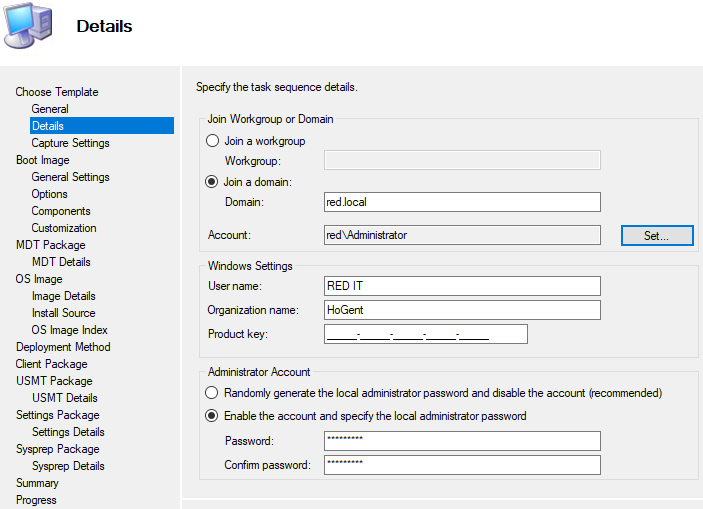 Details
Choose Template
General
Details
Capture Settings
Boot Image
General Settings
Options
Components
Customization
MDT Package
MDT Details
OS Image
Image Details
Install Source
OS Image Index
Deployment Method
Client Package
USMT Package
USMT Details
Settings Package
Settings Details
Sysprep Package
Sysprep Details
Summary
Progress
Specify the task sequence details.
Join Workgroup or Domain
Join a workgroup
Workgroup:
Join a domain:
Domain: red.local
Account: red\Administrator Set...
Windows Settings
User name: RED IT
Organization name: HoGent
Product key: _____-_____-_____-_____-_____
Administrator Account
Randomly generate the local administrator password and disable the account (recommended)
Enable the account and specify the local administrator password
Password: *********
Confirm password: *********